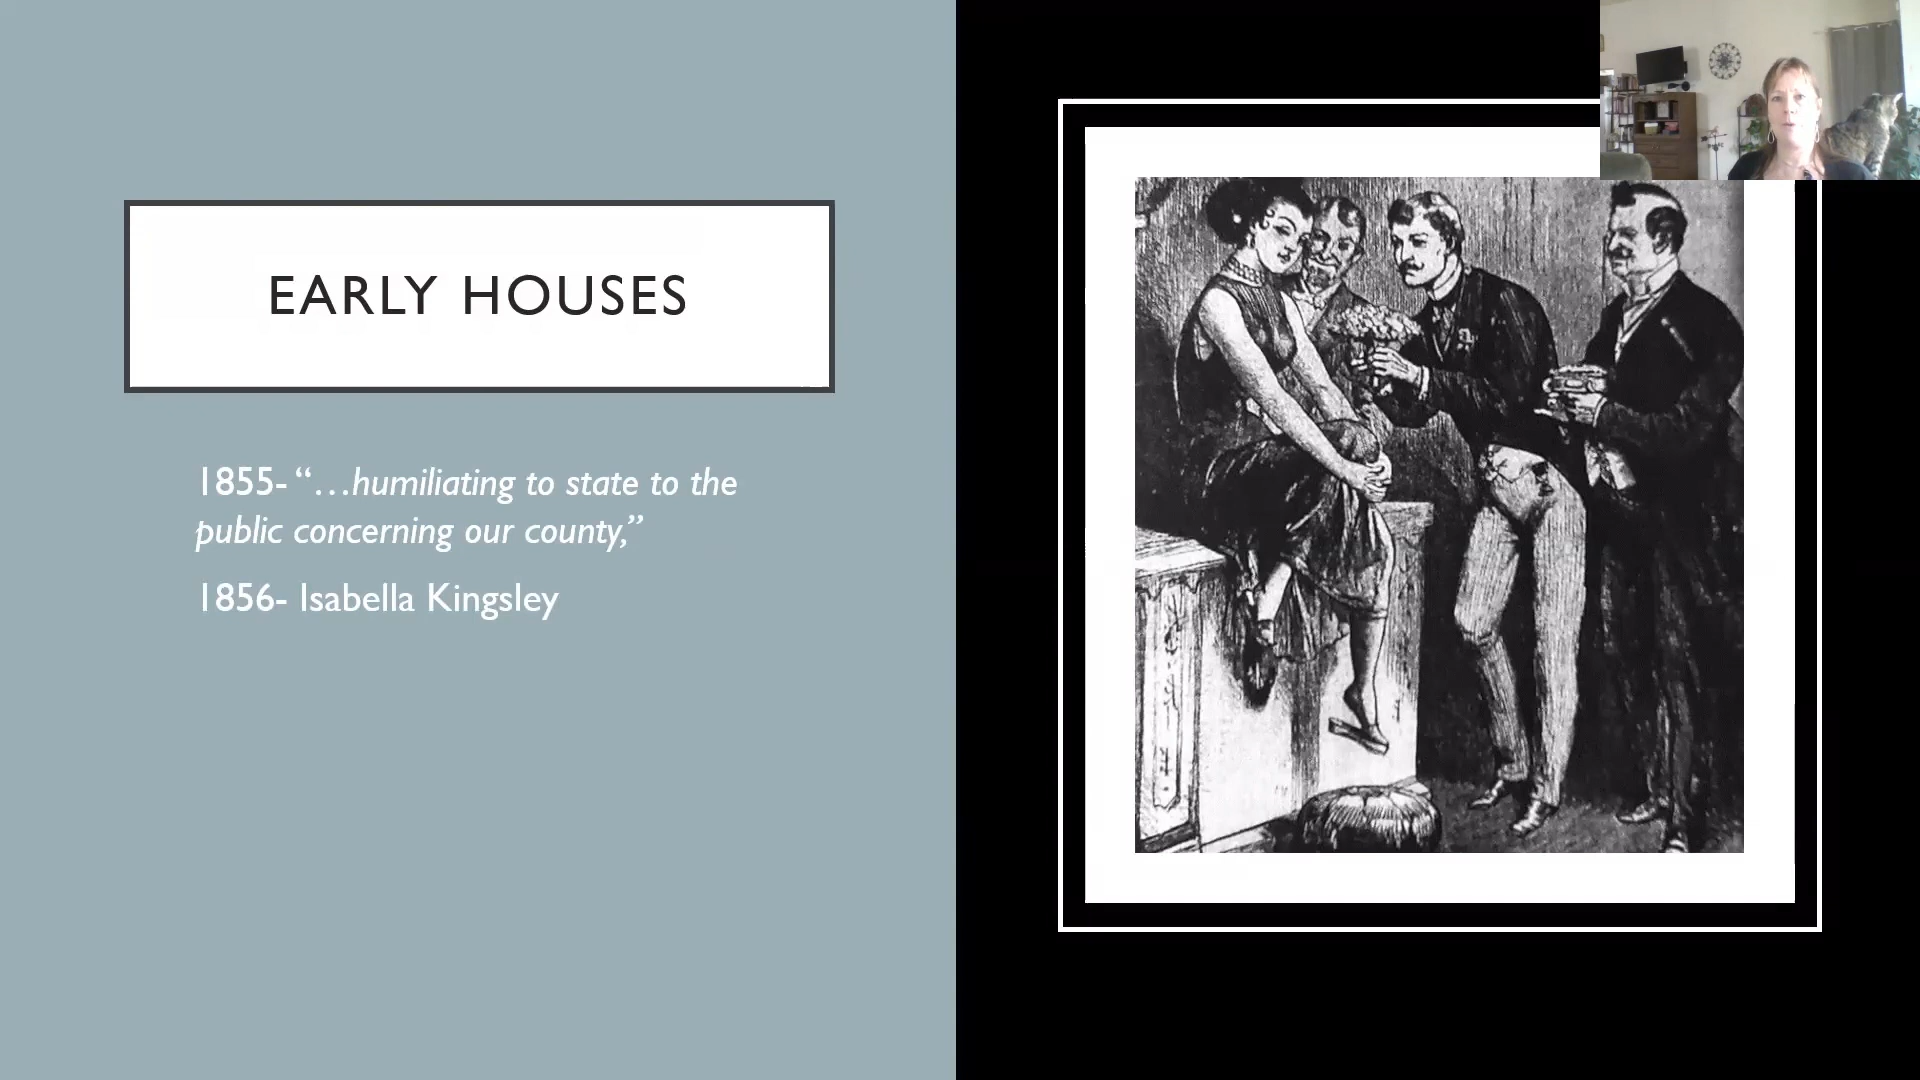 EARLY HOUSES
1855- “…humiliating to state to the
public concerning our county,”
1856- Isabella Kingsley